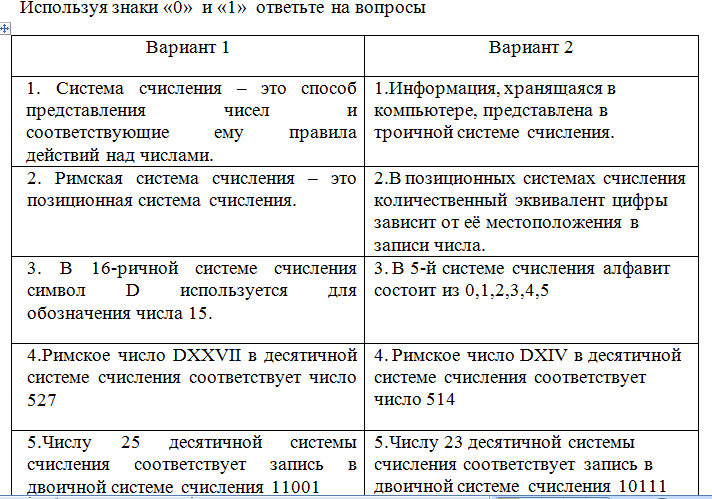 Используя знаки «0» и «1» ответьте на вопросы
Вариант 1
Вариант 2
1. Система счисления – это способ
представления чисел и
соответствующие ему правила
действий над числами.
1.Информация, хранящаяся в
компьютере, представлена в
троичной системе счисления.
2. Римская система счисления – это
позиционная система счисления.
2.В позиционных системах счисления
количественный эквивалент цифры
зависит от её местоположения в
записи числа.
3. В 16-ричной системе счисления
символ D используется для
обозначения числа 15.
3. В 5-й системе счисления алфавит
состоит из 0,1,2,3,4,5
4.Римское число DXXVII в десятичной
системе счисления соответствует число
527
4. Римское число DXIV в десятичной
системе счисления соответствует
число 514
5.Числу 25 десятичной системы
счисления соответствует запись в
двоичной системе счисления 11001
5.Числу 23 десятичной системы
счисления соответствует запись в
двоичной системе счисления 10111